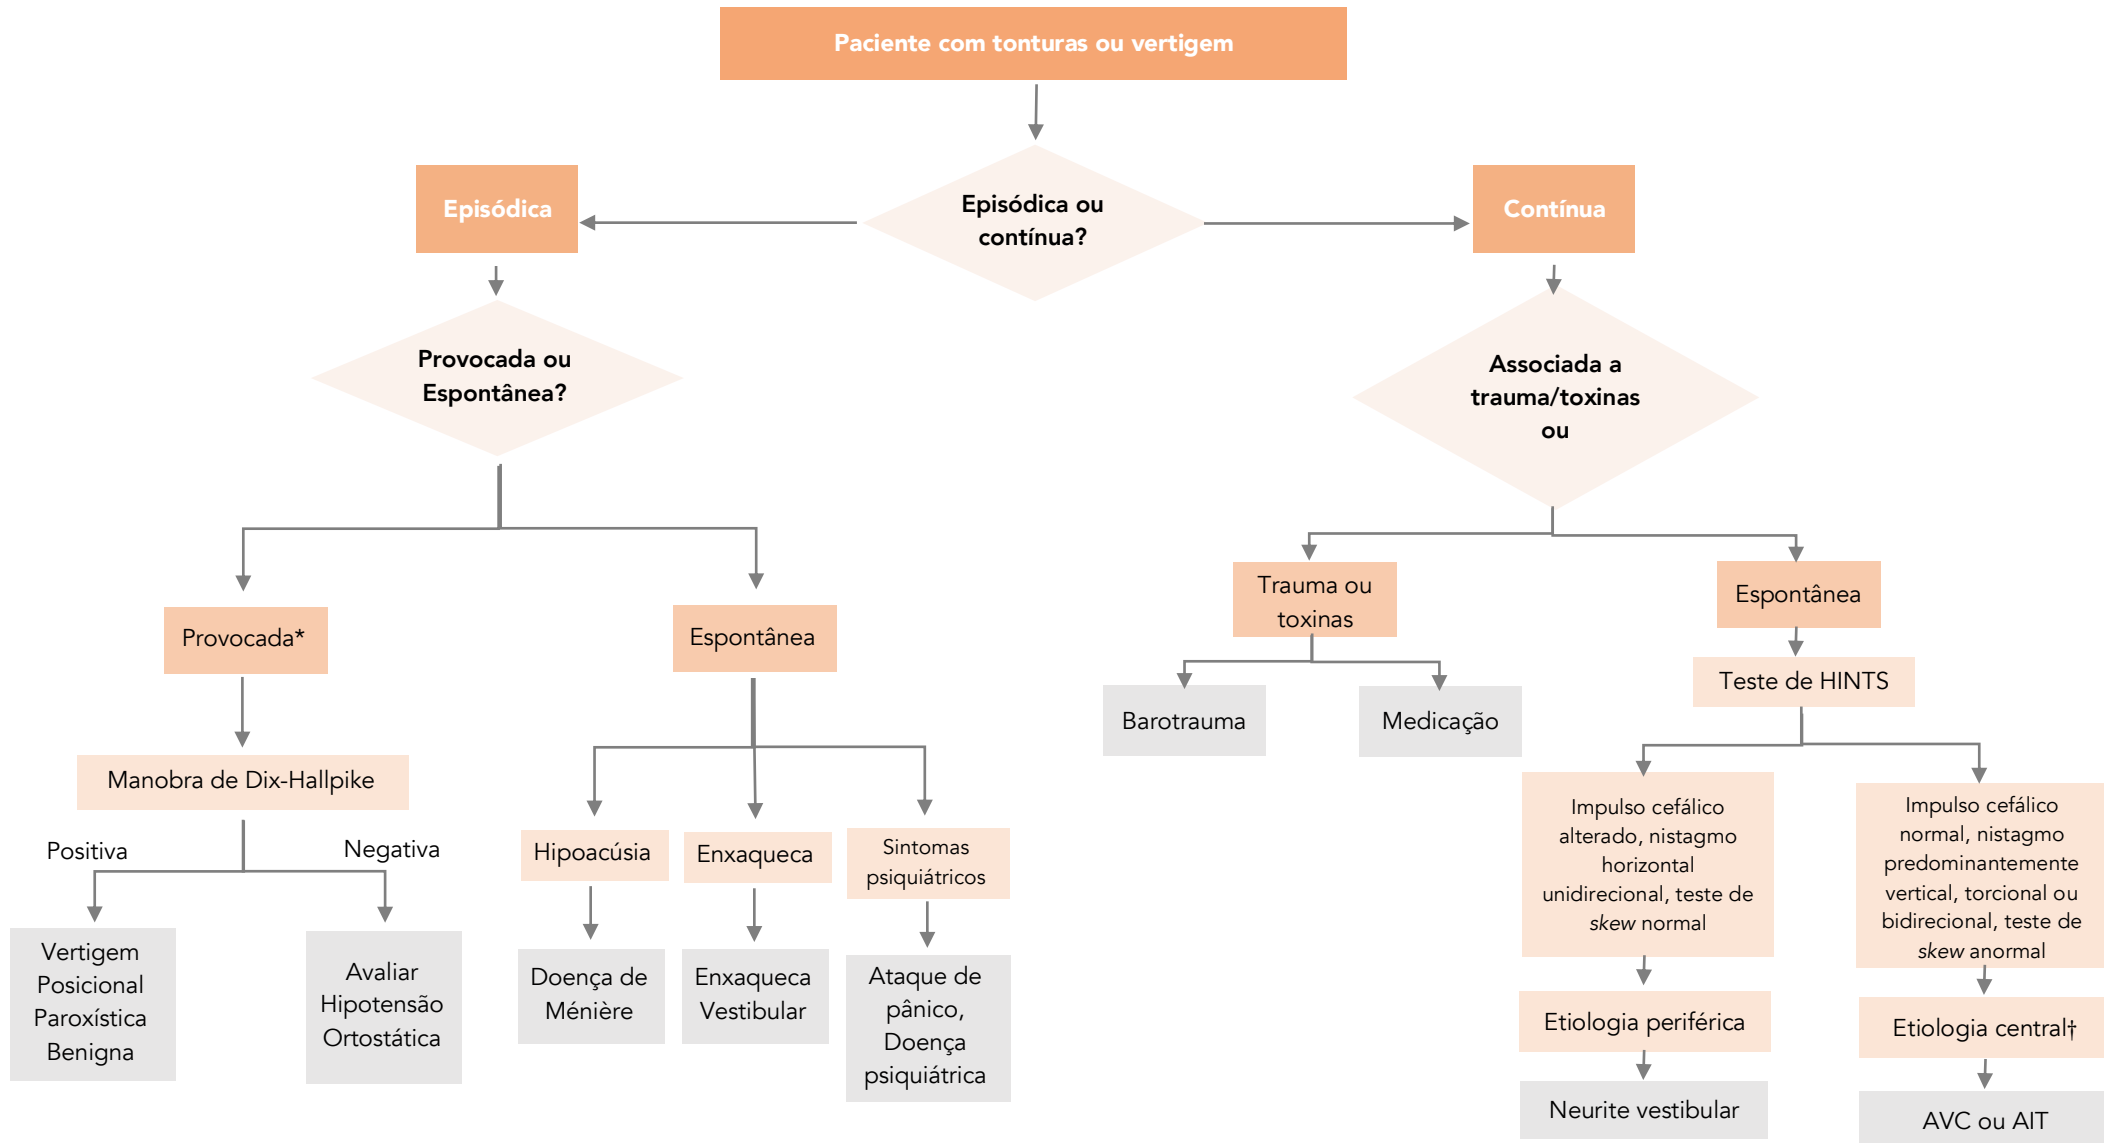 Paciente com tonturas ou vertigem
Episódica ou
contínua?
Episódica
Contínua
Provocada ou
Espontânea?
Associada a
trauma/toxinas
ou
Provocada*
Espontânea
Trauma ou
toxinas
Espontânea
Manobra de Dix-Hallpike
Positiva
Negativa
Hipoacúsia
Enxaqueca
Sintomas
psiquiátricos
Barotrauma
Medicação
Teste de HINTS
Impulso cefálico
alterado, nistagmo
horizontal
unidirecional, teste de
skew normal
Impulso cefálico
normal, nistagmo
predominantemente
vertical, torcional ou
bidirecional, teste de
skew anormal
Vertigem
Posicional
Paroxística
Benigna
Avaliar
Hipotensão
Ortostática
Doença de
Ménière
Enxaqueca
Vestibular
Ataque de
pânico,
Doença
psiquiátrica
Etiologia periférica
Etiologia central†
Neurite vestibular
AVC ou AIT